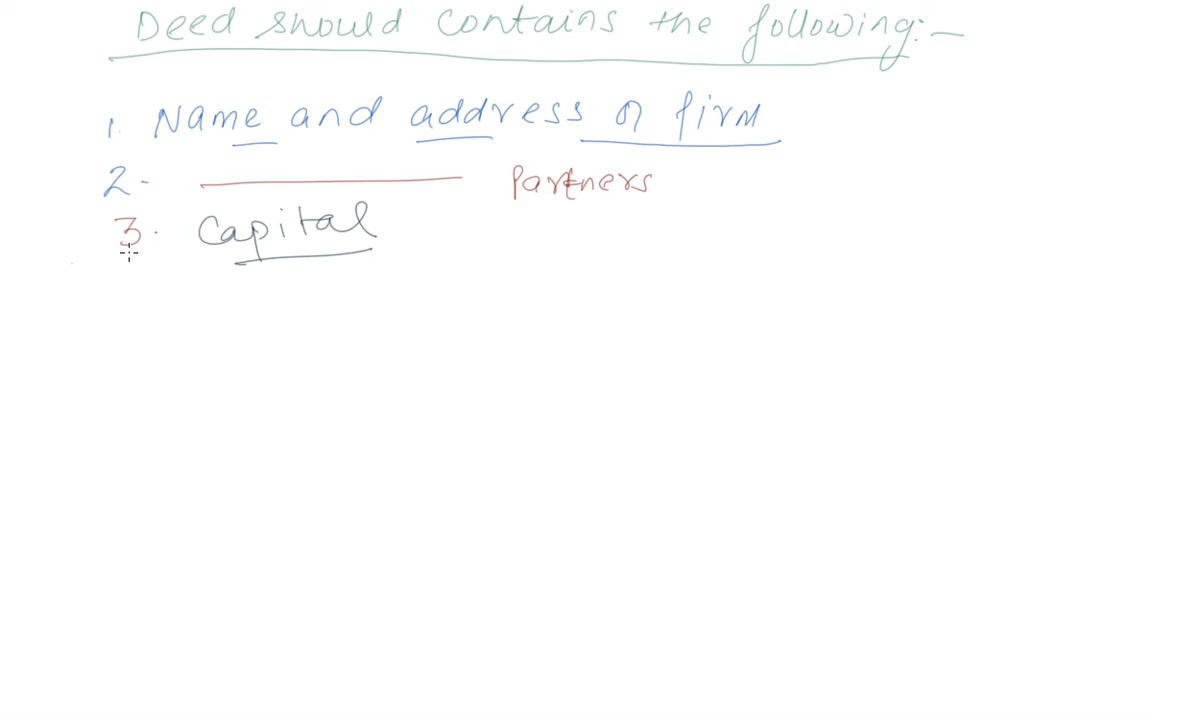 Deed should contains the following:-
1. Name and address of firm
2- ———— Partners
3. Capital